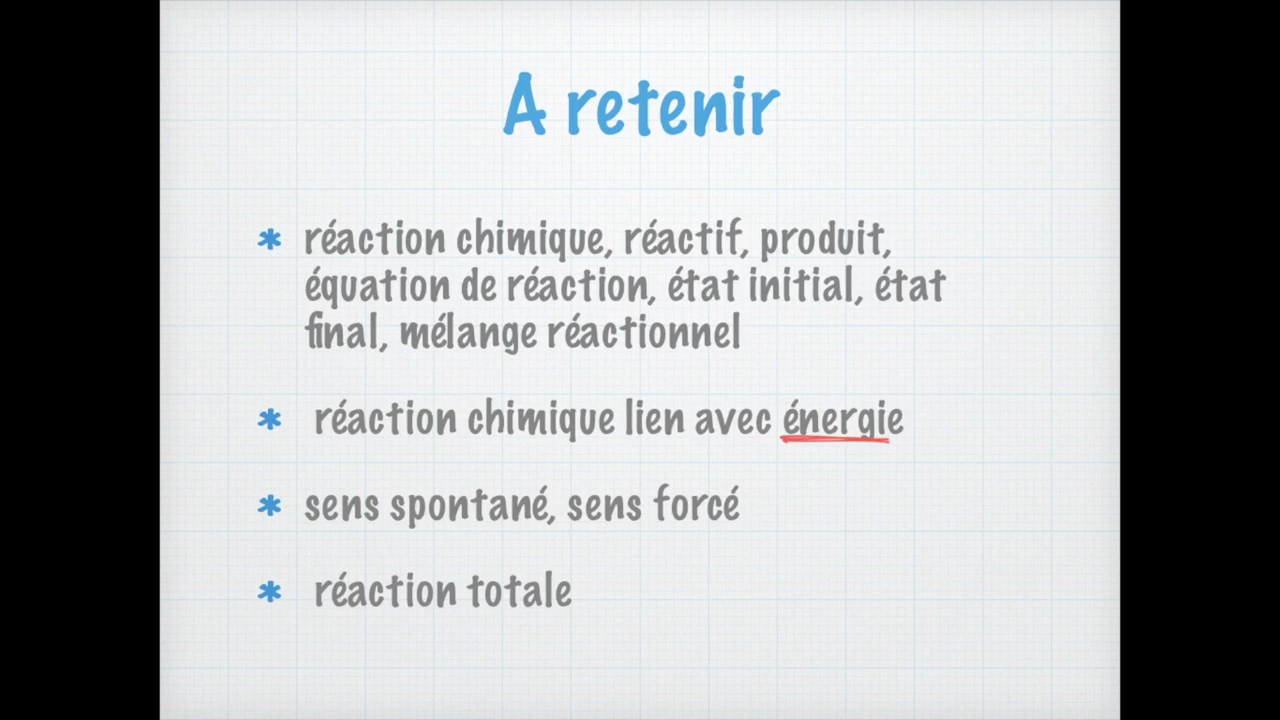 A retenir
* réaction chimique, réactif, produit,
équation de réaction, état initial, état
final, mélange réactionnel
* réaction chimique lien avec énergie
* sens spontané, sens forcé
* réaction totale